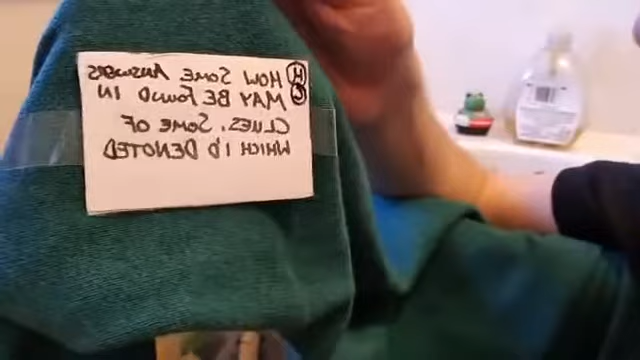 H HOW SOME ANSWERS
MAY BE FOUND IN
CLUES, SOME OF
WHICH I'D DENOTED